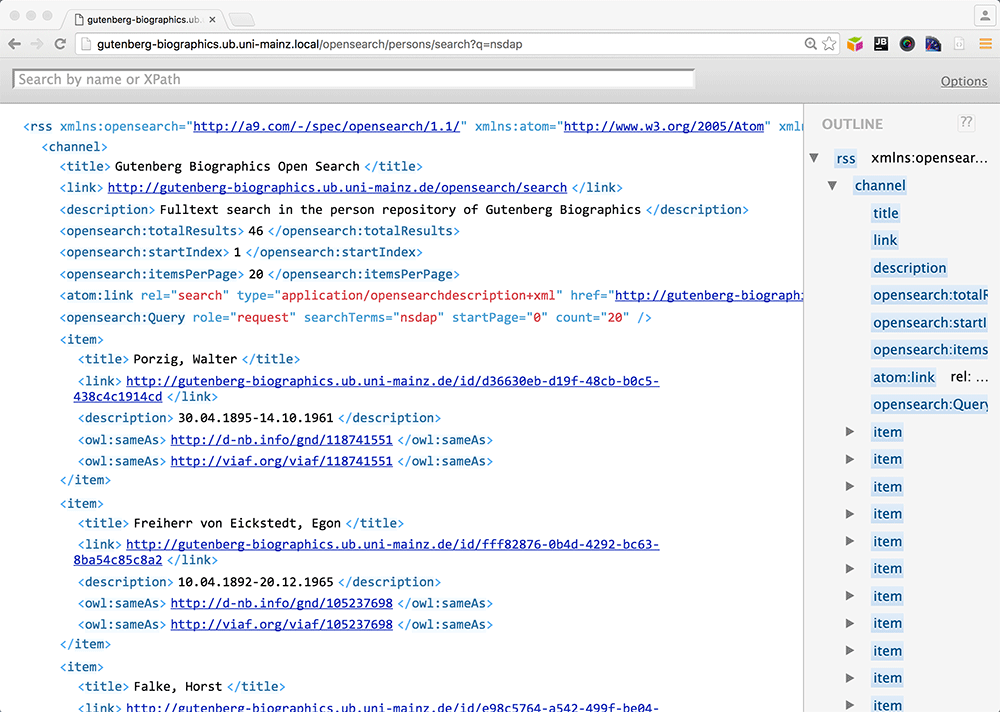 gutenberg-biographics.ub.
gutenberg-biographics.ub.uni-mainz.local/opensearch/persons/search?q=nsdap
JB
Search by name or XPath
Options
<rss xmlns:opensearch="http://a9.com/-/spec/opensearch/1.1/" xmlns:atom="http://www.w3.org/2005/Atom" xmln
<channel>
<title> Gutenberg Biographics Open Search </title>
<link> http://gutenberg-biographics.ub.uni-mainz.de/opensearch/search </link>
<description> Fulltext search in the person repository of Gutenberg Biographics </description>
<opensearch:totalResults> 46 </opensearch:totalResults>
<opensearch:startIndex> 1 </opensearch:startIndex>
<opensearch:itemsPerPage> 20 </opensearch:itemsPerPage>
<atom:link rel="search" type="application/opensearchdescription+xml" href="http://gutenberg-biographi
<opensearch:Query role="request" searchTerms="nsdap" startPage="0" count="20" />
<item>
<title> Porzig, Walter </title>
<link> http://gutenberg-biographics.ub.uni-mainz.de/id/d36630eb-d19f-48cb-b0c5-
438c4c1914cd </link>
<description> 30.04.1895-14.10.1961 </description>
<owl:sameAs> http://d-nb.info/gnd/118741551 </owl:sameAs>
<owl:sameAs> http://viaf.org/viaf/118741551 </owl:sameAs>
</item>
<item>
<title> Freiherr von Eickstedt, Egon </title>
<link> http://gutenberg-biographics.ub.uni-mainz.de/id/fff82876-0b4d-4292-bc63-
8ba54c85c8a2 </link>
<description> 10.04.1892-20.12.1965 </description>
<owl:sameAs> http://d-nb.info/gnd/105237698 </owl:sameAs>
<owl:sameAs> http://viaf.org/viaf/105237698 </owl:sameAs>
</item>
<item>
<title> Falke, Horst </title>
<link> http://gutenberg-biographics.ub.uni-mainz.de/id/e98c5764-a542-499f-be04-
OUTLINE
??
rss xmlns:opensear...
channel
title
link
description
opensearch:totalR
opensearch:startI
opensearch:items
atom:link rel: ...
opensearch:Query
item
item
item
item
item
item
item
item
item
item
item